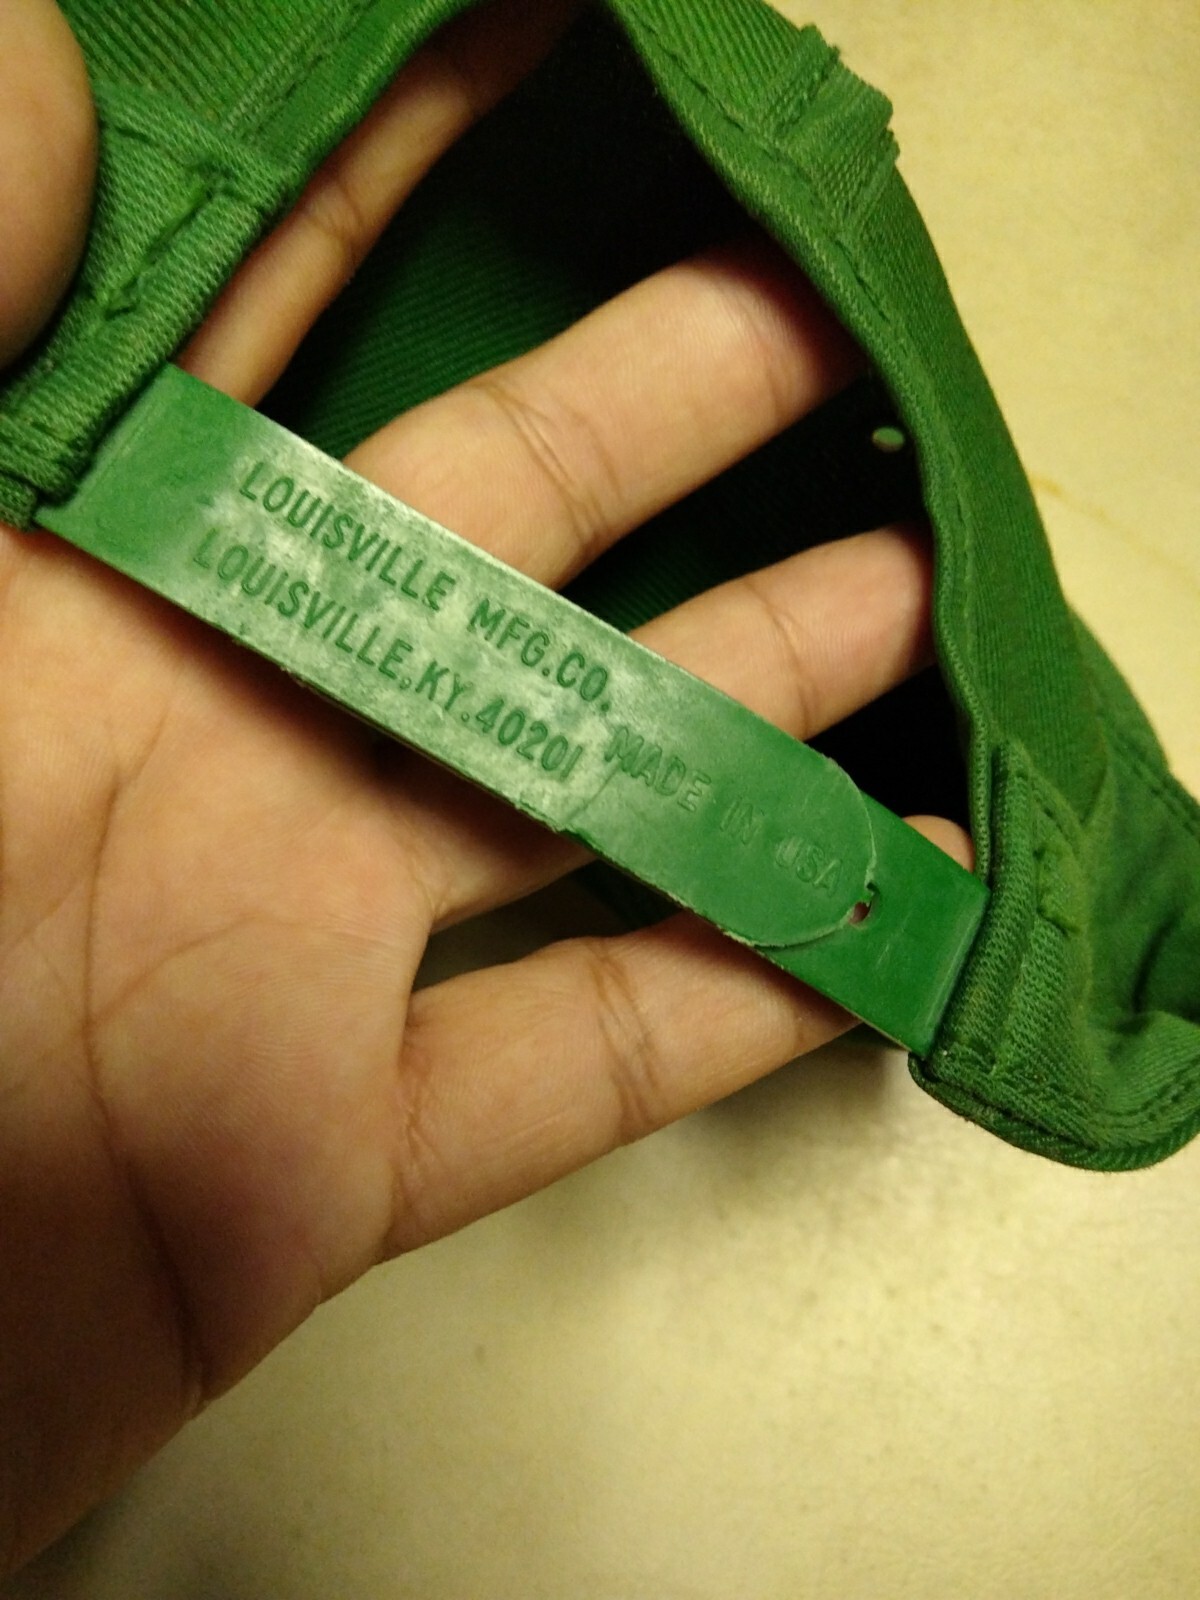 LOUISVILLE MFG.CO.
LOUISVILLE,KY.40201
MADE IN USA